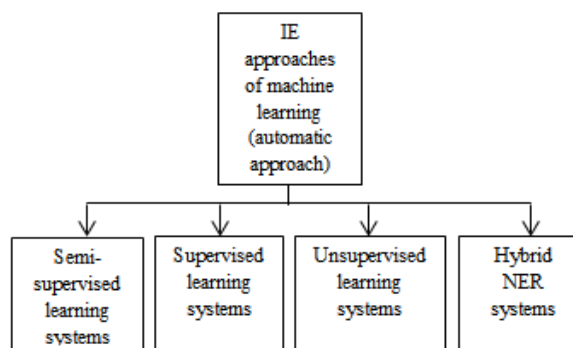 IE
approaches
of machine
learning
(automatic
approach)
Semi-
supervised
learning
systems
Supervised
learning
systems
Unsupervised
learning
systems
Hybrid
NER
systems